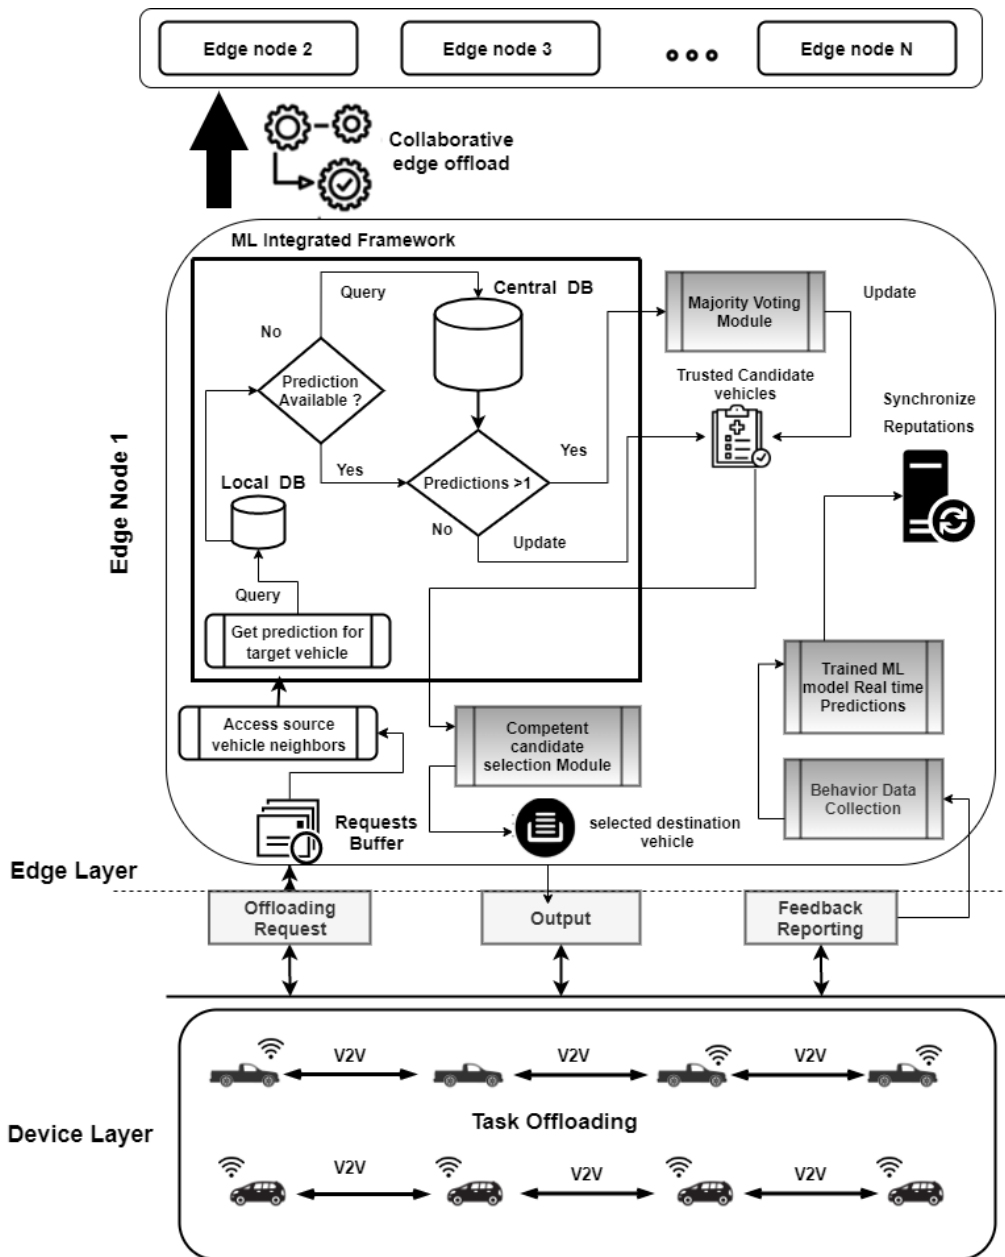 Edge node 2
Edge node 3
Edge node N
Collaborative
edge offload
ML Integrated Framework
Query
Central DB
No
Prediction
Available ?
Yes
Predictions >1
Yes
No
Update
Local DB
Query
Get prediction for
target vehicle
Majority Voting
Module
Update
Trusted Candidate
vehicles
Synchronize
Reputations
Edge Node 1
Access source
vehicle neighbors
Requests
Buffer
Competent
candidate
selection Module
selected destination
vehicle
Trained ML
model Real time
Predictions
Behavior Data
Collection
Edge Layer
Offloading
Request
Output
Feedback
Reporting
Device Layer
V2V
V2V
V2V
Task Offloading
V2V
V2V
V2V